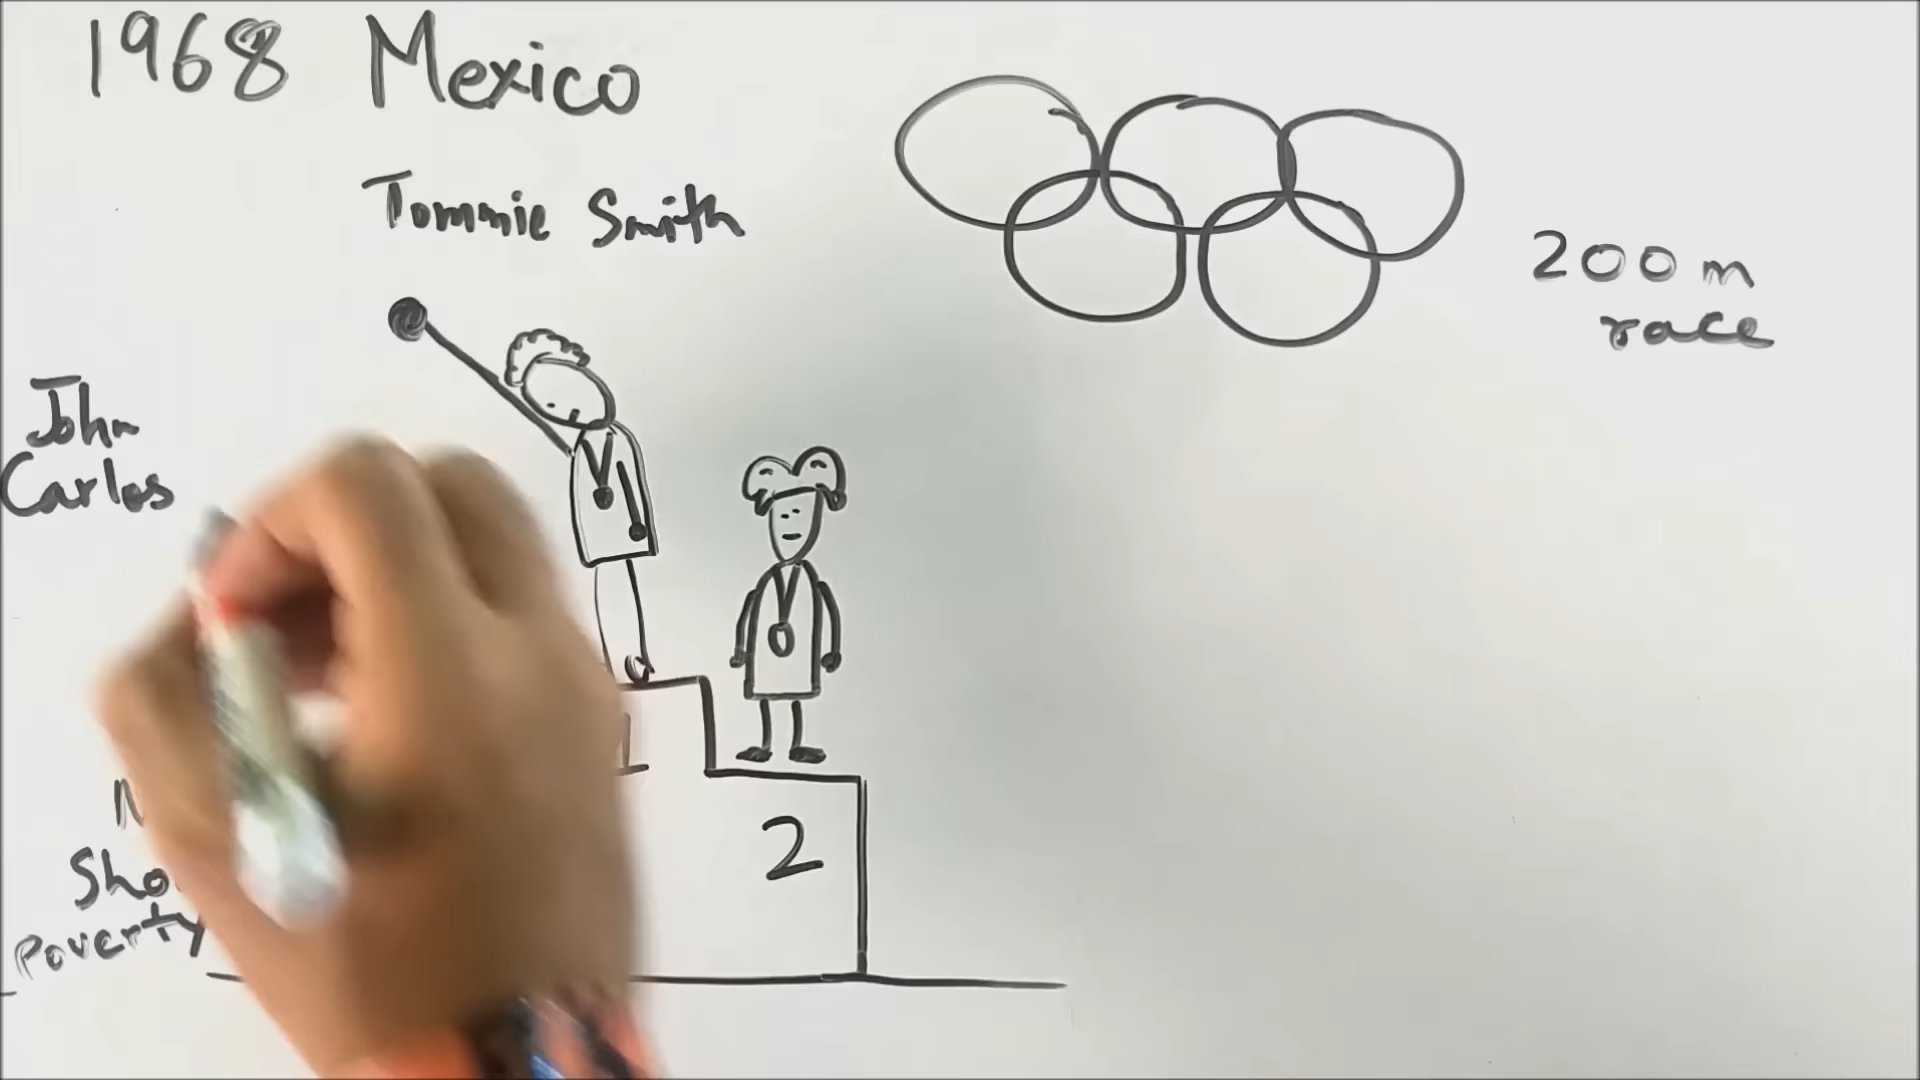 1968 Mexico
Tommie Smith
200m
race
John
Carlos
1
2
Poverty